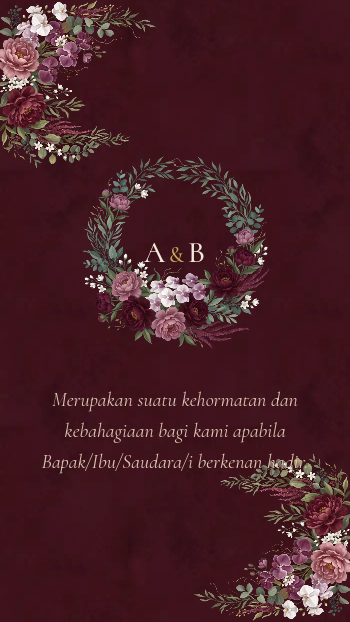 A & B
Merupakan suatu kehormatan dan
kebahagiaan bagi kami apabila
Bapak/Ibu/Saudara/i berkenan